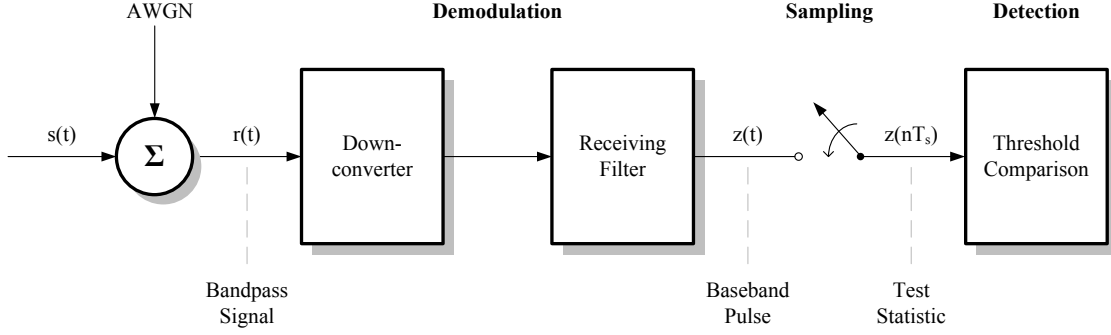 AWGN
Demodulation
Sampling
Detection
s(t)
Σ
r(t)
Down-
converter
Receiving
Filter
z(t)
z(nTₛ)
Threshold
Comparison
Bandpass
Signal
Baseband
Pulse
Test
Statistic